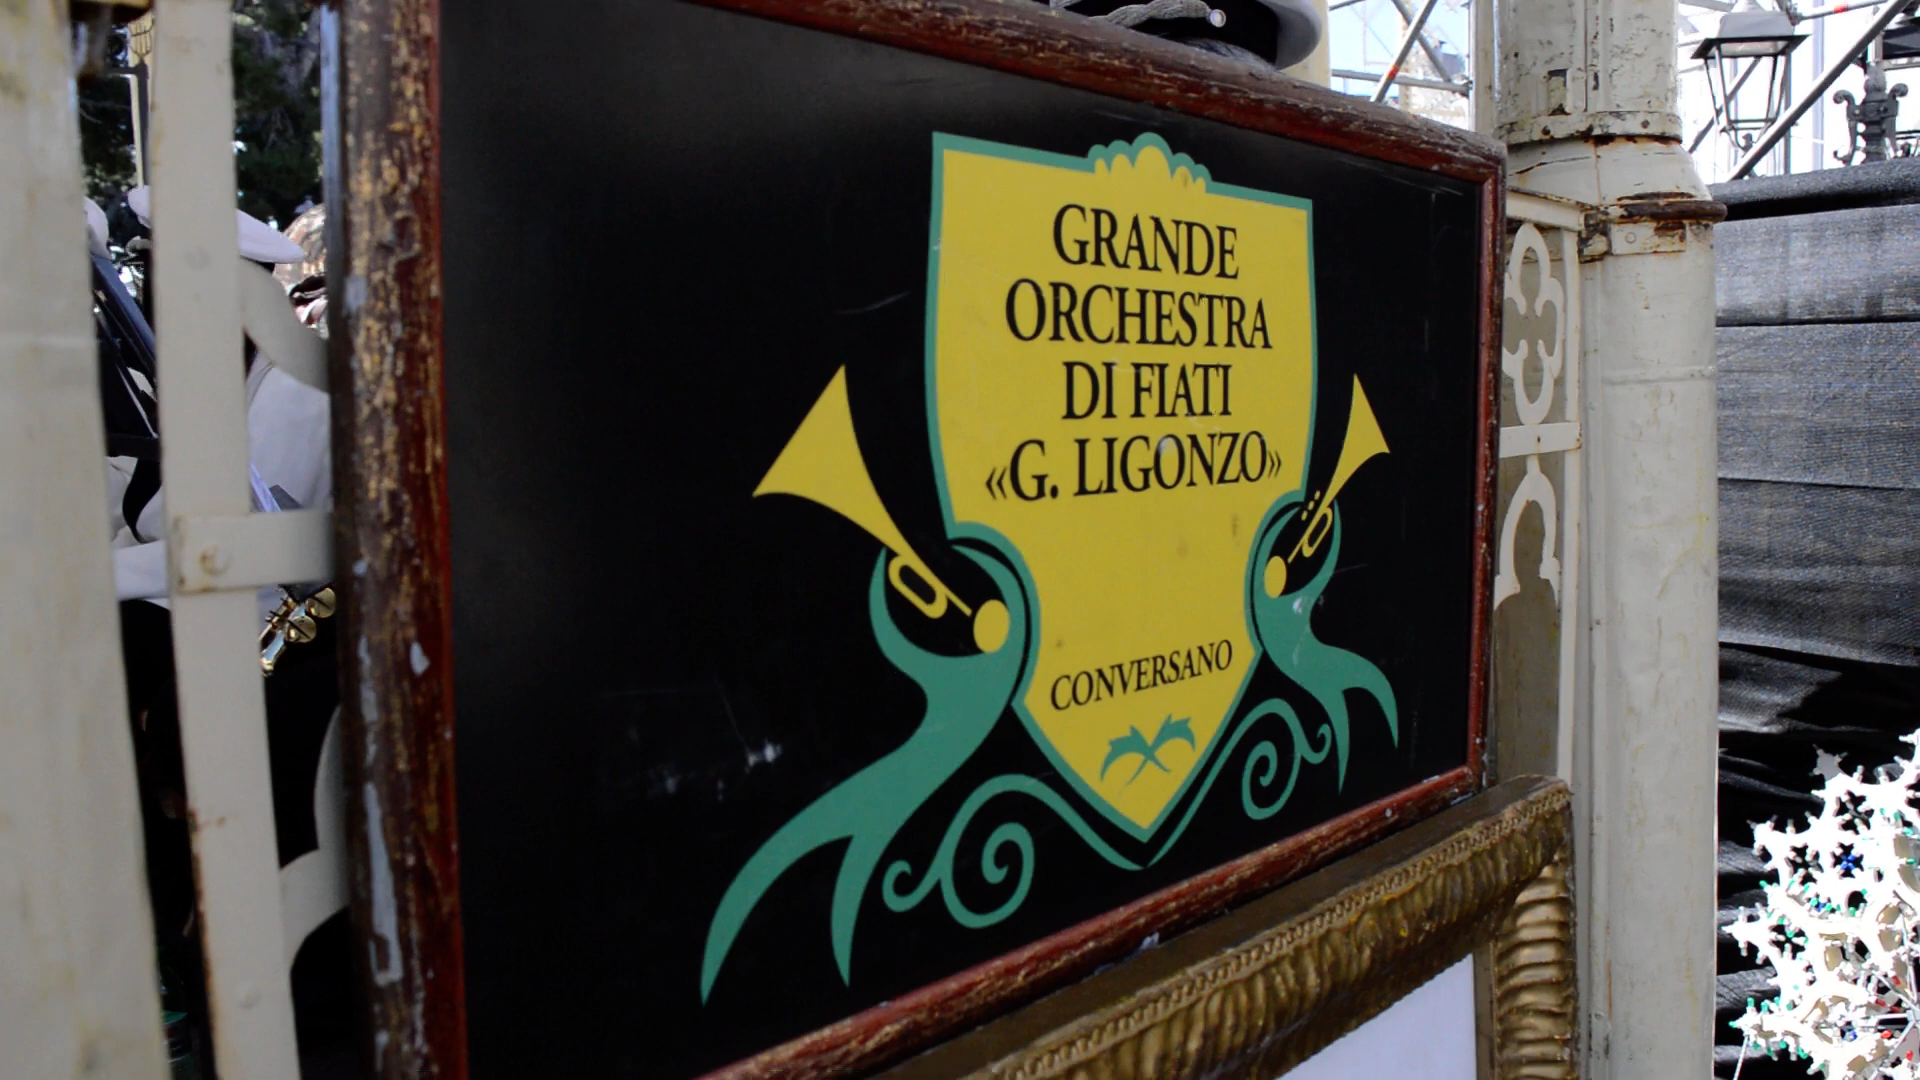 GRANDE
ORCHESTRA
DI FIATI
«G. LIGONZO»
CONVERSANO